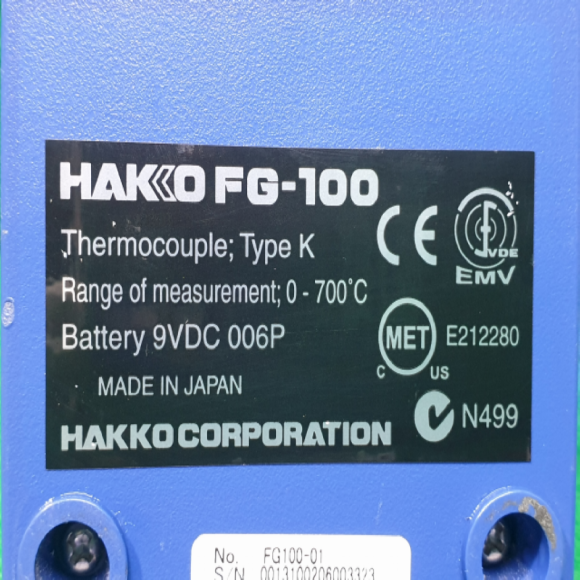 HAKKO FG-100
Thermocouple; Type K
Range of measurement; 0 - 700°C
Battery 9VDC 006P
MADE IN JAPAN
HAKKO CORPORATION
CE
VDE
EMV
MET
C US
E212280
N499
No. FG100-01
S/N 0013100206003323